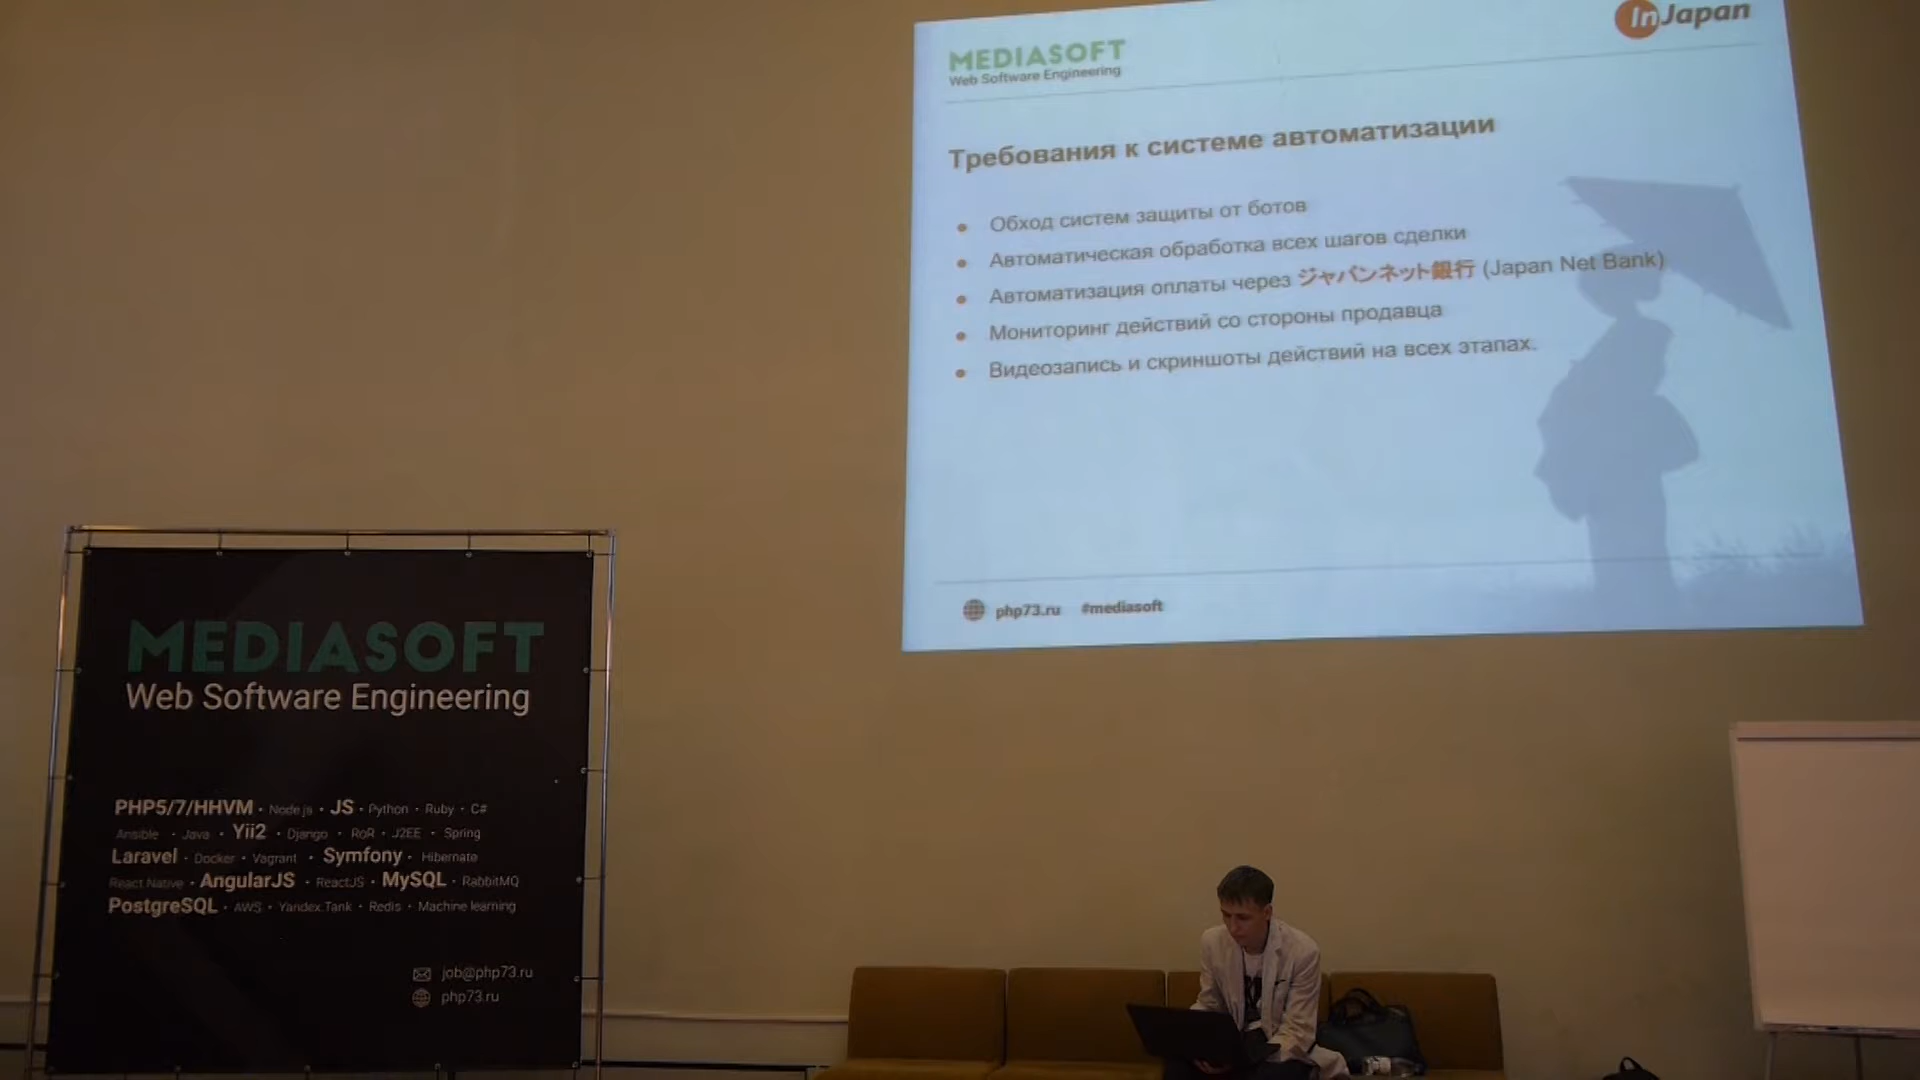 InJapan
MEDIASOFT
Web Software Engineering
Требования к системе автоматизации
● Обход систем защиты от ботов
● Автоматическая обработка всех шагов сделки
● Автоматизация оплаты через ジャパンネット銀行 (Japan Net Bank)
● Мониторинг действий со стороны продавца
● Видеозапись и скриншоты действий на всех этапах.
php73.ru #mediasoft
MEDIASOFT
Web Software Engineering
PHP5/7/HHVM · Node.js · JS · Python · Ruby · C#
Ansible · Java · Yii2 · Django · RoR · J2EE · Spring
Laravel · Docker · Vagrant · Symfony · Hibernate
React Native · AngularJS · ReactJS · MySQL · RabbitMQ
PostgreSQL · AWS · Yandex.Tank · Redis · Machine learning
job@php73.ru
php73.ru